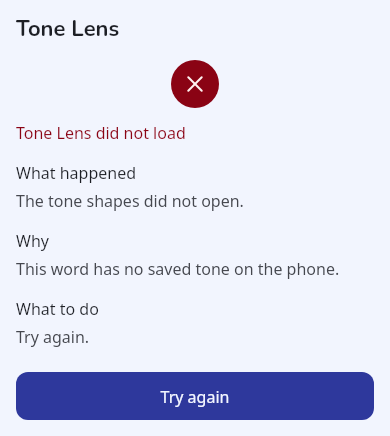 Tone Lens
Tone Lens did not load
What happened
The tone shapes did not open.
Why
This word has no saved tone on the phone.
What to do
Try again.
Try again